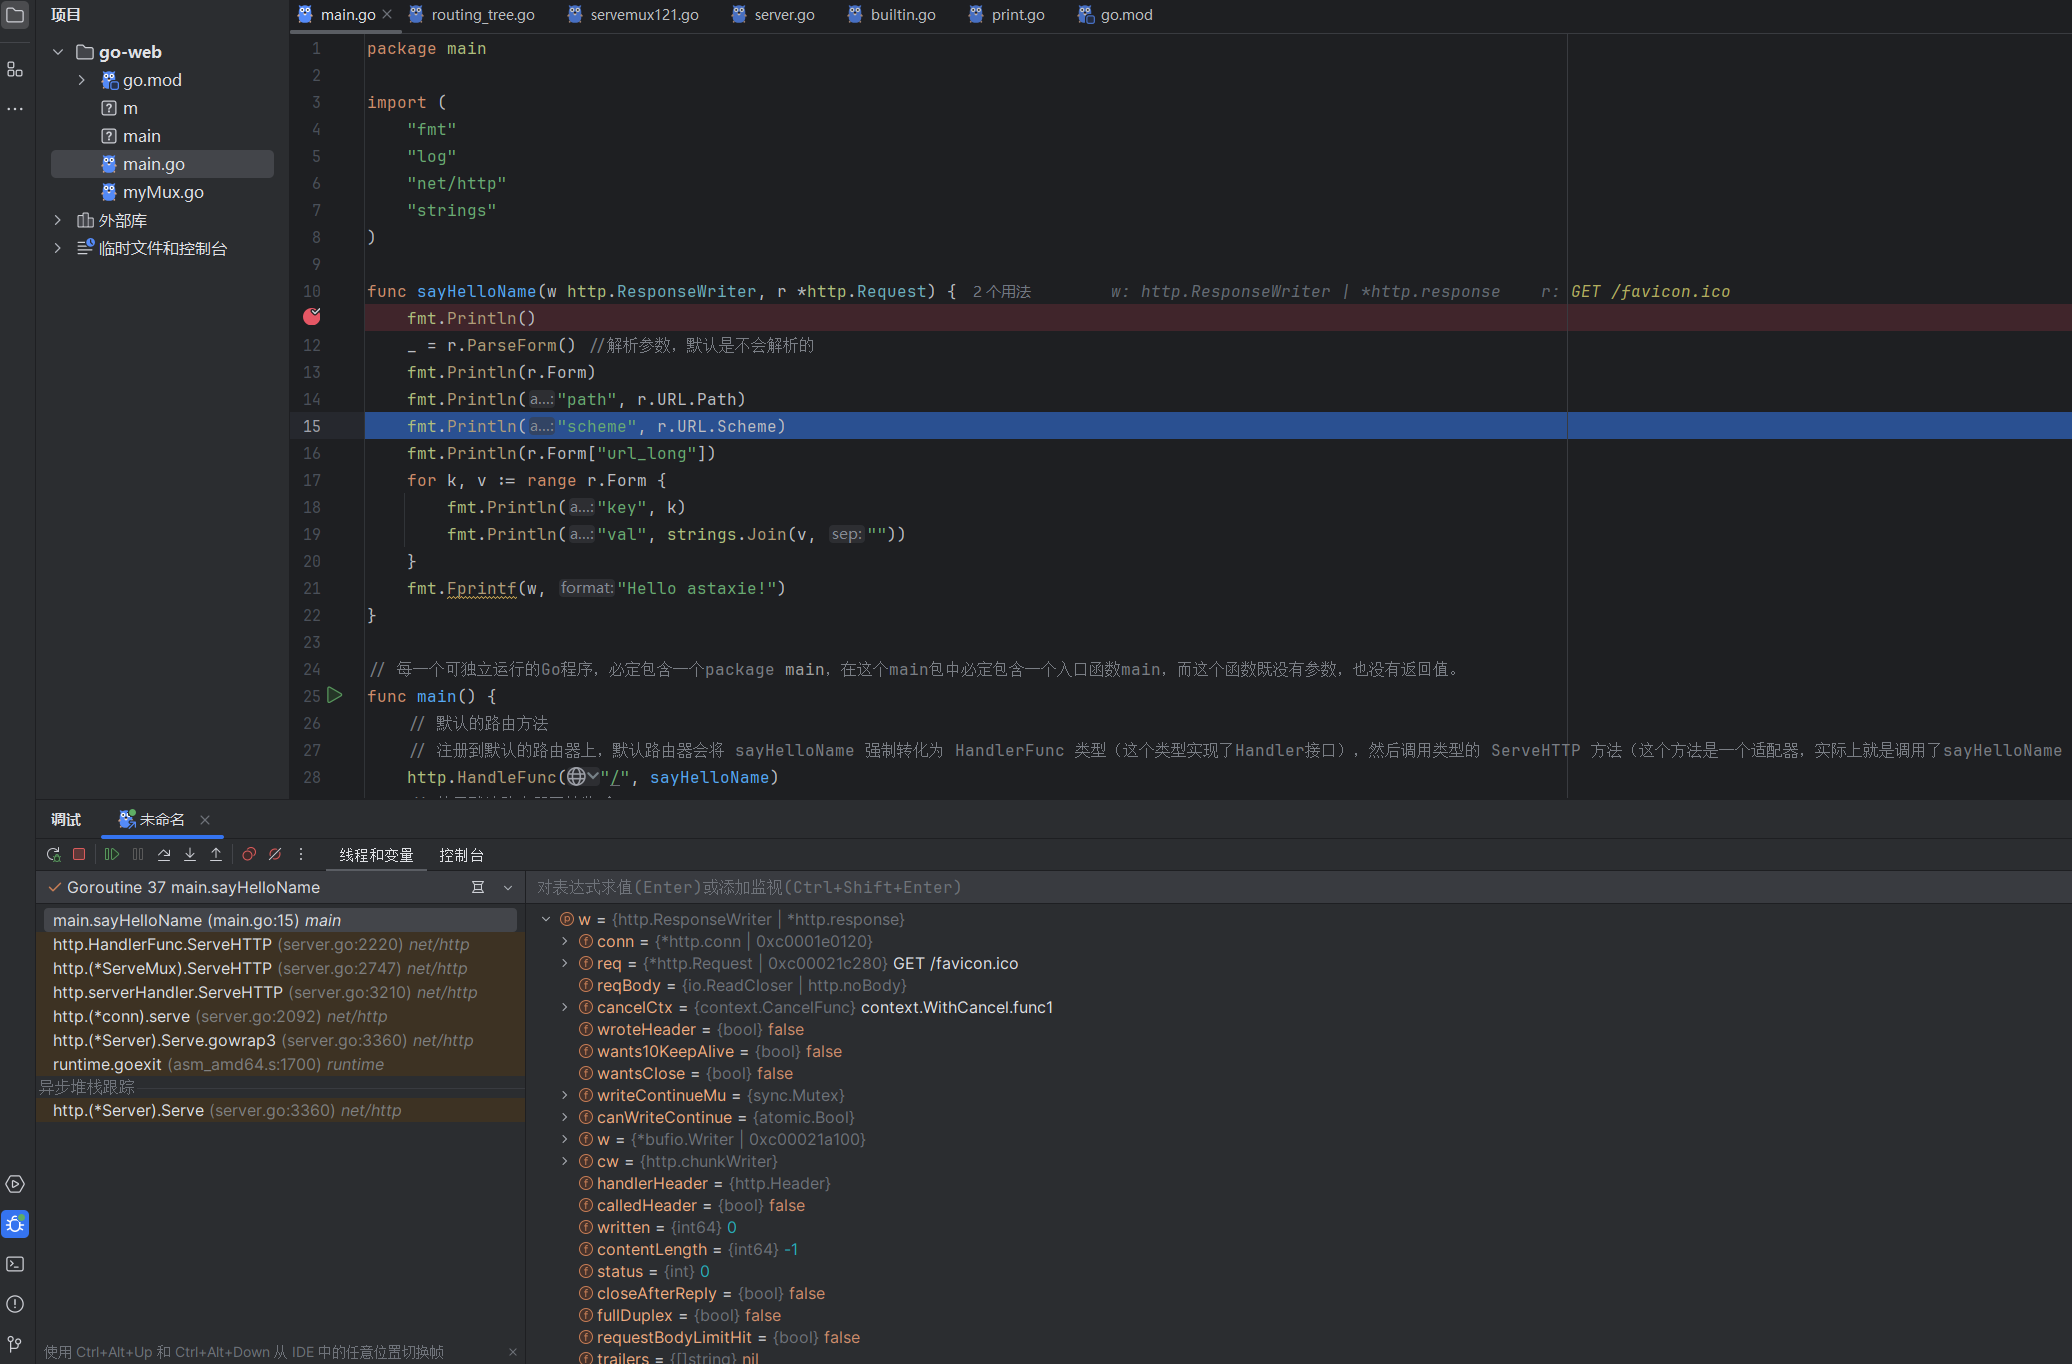 项目
go-web
go.mod
m
main
main.go
myMux.go
外部库
临时文件和控制台
main.go routing_tree.go servemux121.go server.go builtin.go print.go go.mod
1 package main
2
3 import (
4 "fmt"
5 "log"
6 "net/http"
7 "strings"
8 )
9
10 func sayHelloName(w http.ResponseWriter, r *http.Request) { 2 个用法 w: http.ResponseWriter | *http.response r: GET /favicon.ico
fmt.Println()
12 _ = r.ParseForm() //解析参数，默认是不会解析的
13 fmt.Println(r.Form)
14 fmt.Println(a...:"path", r.URL.Path)
15 fmt.Println(a...:"scheme", r.URL.Scheme)
16 fmt.Println(r.Form["url_long"])
17 for k, v := range r.Form {
18 fmt.Println(a...:"key", k)
19 fmt.Println(a...:"val", strings.Join(v, sep:""))
20 }
21 fmt.Fprintf(w, format:"Hello astaxie!")
22 }
23
24 // 每一个可独立运行的Go程序，必定包含一个package main，在这个main包中必定包含一个入口函数main，而这个函数既没有参数，也没有返回值。
25 func main() {
26 // 默认的路由方法
27 // 注册到默认的路由器上，默认路由器会将 sayHelloName 强制转化为 HandlerFunc 类型（这个类型实现了Handler接口），然后调用类型的 ServeHTTP 方法（这个方法是一个适配器，实际上就是调用了sayHelloName
28 http.HandleFunc("/", sayHelloName)
调试 未命名
线程和变量 控制台
Goroutine 37 main.sayHelloName
main.sayHelloName (main.go:15) main
http.HandlerFunc.ServeHTTP (server.go:2220) net/http
http.(*ServeMux).ServeHTTP (server.go:2747) net/http
http.serverHandler.ServeHTTP (server.go:3210) net/http
http.(*conn).serve (server.go:2092) net/http
http.(*Server).Serve.gowrap3 (server.go:3360) net/http
runtime.goexit (asm_amd64.s:1700) runtime
异步堆栈跟踪
http.(*Server).Serve (server.go:3360) net/http
使用 Ctrl+Alt+Up 和 Ctrl+Alt+Down 从 IDE 中的任意位置切换帧
对表达式求值(Enter)或添加监视(Ctrl+Shift+Enter)
w = {http.ResponseWriter | *http.response}
conn = {*http.conn | 0xc0001e0120}
req = {*http.Request | 0xc00021c280} GET /favicon.ico
reqBody = {io.ReadCloser | http.noBody}
cancelCtx = {context.CancelFunc} context.WithCancel.func1
wroteHeader = {bool} false
wants10KeepAlive = {bool} false
wantsClose = {bool} false
writeContinueMu = {sync.Mutex}
canWriteContinue = {atomic.Bool}
w = {*bufio.Writer | 0xc00021a100}
cw = {http.chunkWriter}
handlerHeader = {http.Header}
calledHeader = {bool} false
written = {int64} 0
contentLength = {int64} -1
status = {int} 0
closeAfterReply = {bool} false
fullDuplex = {bool} false
requestBodyLimitHit = {bool} false
trailers = {[]string} nil